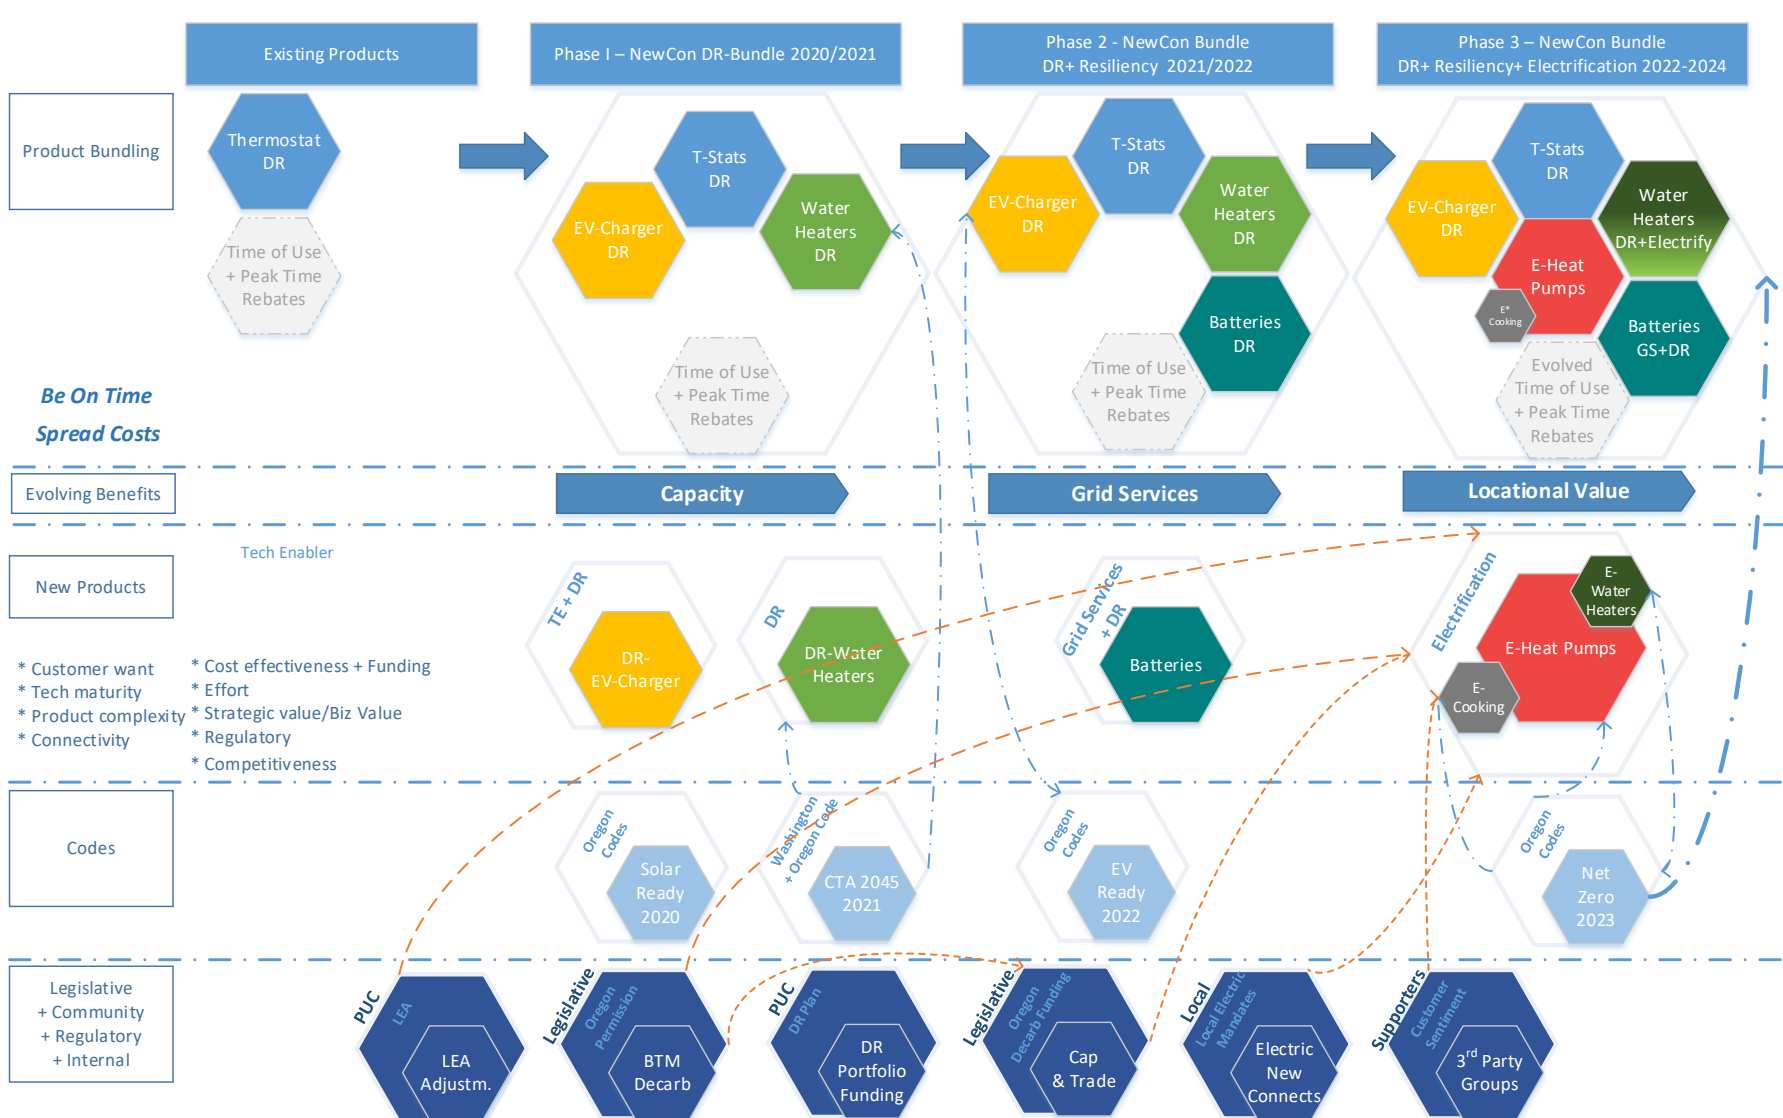 Existing Products
Phase I – NewCon DR-Bundle 2020/2021
Phase 2 - NewCon Bundle
DR+ Resiliency 2021/2022
Phase 3 – NewCon Bundle
DR+ Resiliency+ Electrification 2022-2024
Product Bundling
Thermostat
DR
Time of Use
+ Peak Time
Rebates
EV-Charger
DR
T-Stats
DR
Water
Heaters
DR
Time of Use
+ Peak Time
Rebates
EV-Charger
DR
T-Stats
DR
Water
Heaters
DR
Batteries
DR
Time of Use
+ Peak Time
Rebates
EV-Charger
DR
T-Stats
DR
Water
Heaters
DR+Electrify
E-Heat
Pumps
E*
Cooking
Batteries
GS+DR
Evolved
Time of Use
+ Peak Time
Rebates
Be On Time
Spread Costs
Evolving Benefits
Capacity
Grid Services
Locational Value
New Products
Tech Enabler
TE + DR
DR-
EV-Charger
DR
DR-Water
Heaters
Grid Services
+ DR
Batteries
Electrification
E-
Water
Heaters
E-Heat Pumps
E-
Cooking
* Customer want
* Tech maturity
* Product complexity
* Connectivity
* Cost effectiveness + Funding
* Effort
* Strategic value/Biz Value
* Regulatory
* Competitiveness
Codes
Oregon
Codes
Solar
Ready
2020
Washington
+ Oregon Code
CTA 2045
2021
Oregon
Codes
EV
Ready
2022
Oregon
Codes
Net
Zero
2023
Legislative
+ Community
+ Regulatory
+ Internal
PUC
LEA
LEA
Adjustm.
Legislative
Oregon
Permission
BTM
Decarb
PUC
DR Plan
DR
Portfolio
Funding
Legislative
Oregon
Decarb Funding
Cap
& Trade
Local
Local Electric
Mandates
Electric
New
Connects
Supporters
Customer
Sentiment
3rd Party
Groups